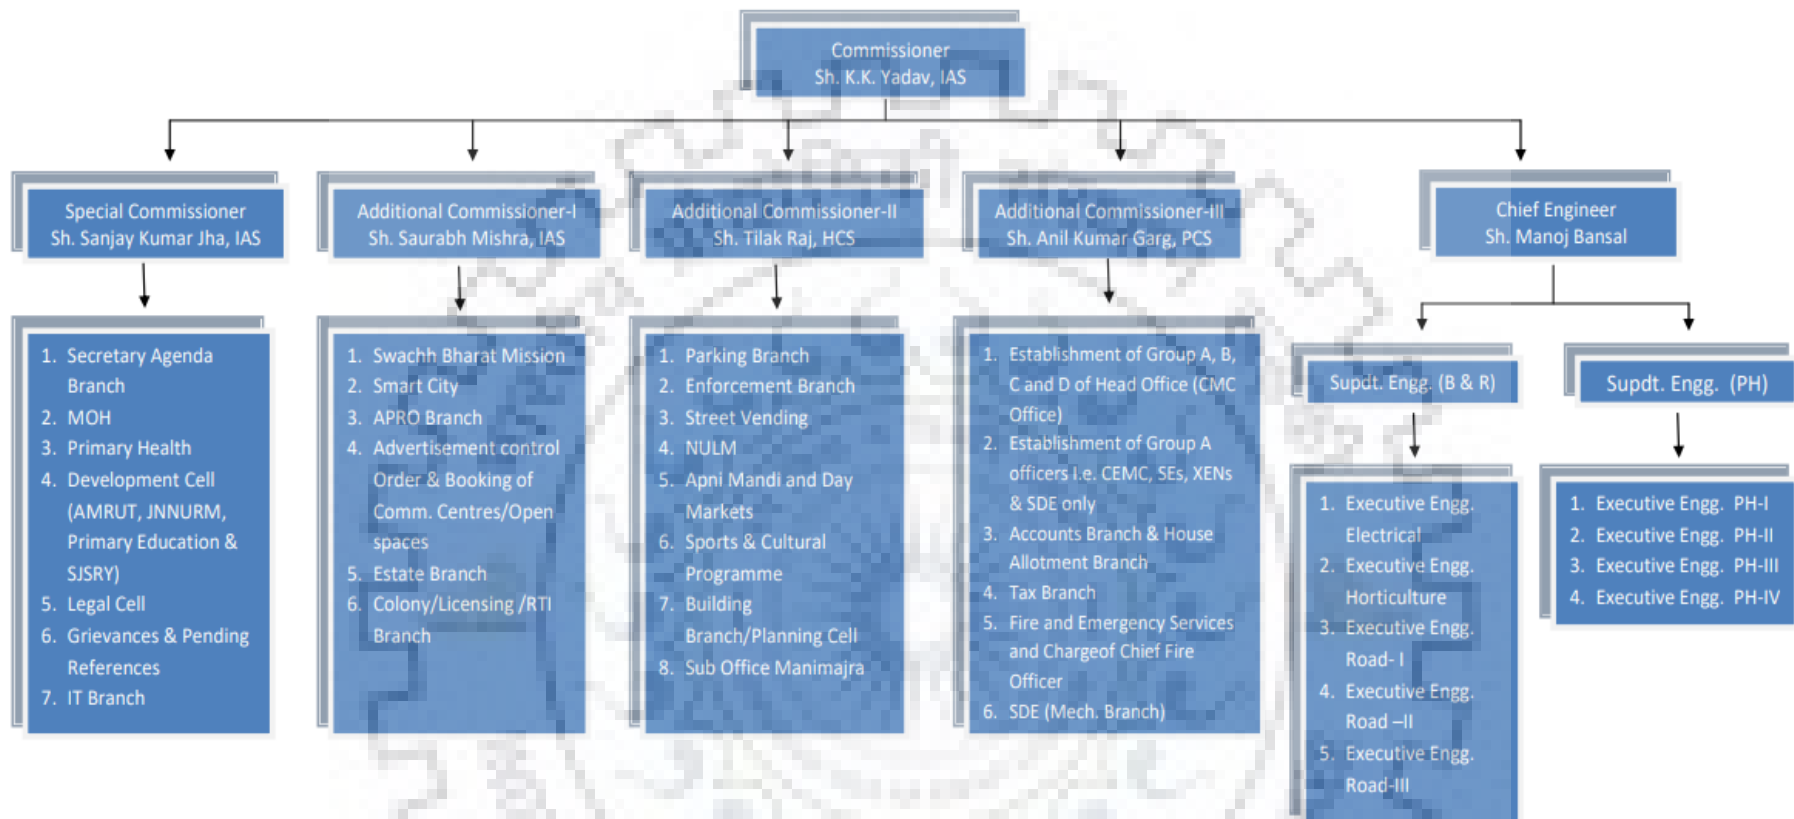 Commissioner
Sh. K.K. Yadav, IAS
Special Commissioner
Sh. Sanjay Kumar Jha, IAS
Additional Commissioner-I
Sh. Saurabh Mishra, IAS
Additional Commissioner-II
Sh. Tilak Raj, HCS
Additional Commissioner-III
Sh. Anil Kumar Garg, PCS
Chief Engineer
Sh. Manoj Bansal
1. Secretary Agenda
Branch
2. MOH
3. Primary Health
4. Development Cell
(AMRUT, JNNURM,
Primary Education &
SJSRY)
5. Legal Cell
6. Grievances & Pending
References
7. IT Branch
1. Swachh Bharat Mission
2. Smart City
3. APRO Branch
4. Advertisement control
Order & Booking of
Comm. Centres/Open
spaces
5. Estate Branch
6. Colony/Licensing /RTI
Branch
1. Parking Branch
2. Enforcement Branch
3. Street Vending
4. NULM
5. Apni Mandi and Day
Markets
6. Sports & Cultural
Programme
7. Building
Branch/Planning Cell
8. Sub Office Manimajra
1. Establishment of Group A, B,
C and D of Head Office (CMC
Office)
2. Establishment of Group A
officers I.e. CEMC, SEs, XENs
& SDE only
3. Accounts Branch & House
Allotment Branch
4. Tax Branch
5. Fire and Emergency Services
and Chargeof Chief Fire
Officer
6. SDE (Mech. Branch)
Supdt. Engg. (B & R)
1. Executive Engg.
Electrical
2. Executive Engg.
Horticulture
3. Executive Engg.
Road- I
4. Executive Engg.
Road –II
5. Executive Engg.
Road-III
Supdt. Engg. (PH)
1. Executive Engg. PH-I
2. Executive Engg. PH-II
3. Executive Engg. PH-III
4. Executive Engg. PH-IV